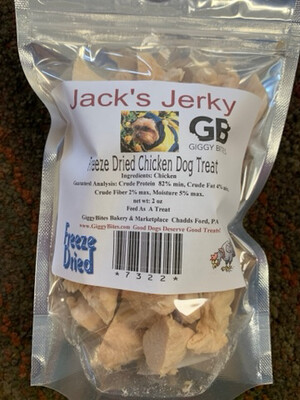 Jack's Jerky
GB
GIGGY BITES
Freeze Dried Chicken Dog Treat
Ingredients: Chicken
Guaranteed Analysis: Crude Protein 82% min, Crude Fat 4%
Crude Fiber 2% max, Moisture 5% max.
net wt: 2 oz
Feed As A Treat
GiggyBites Bakery & Marketplace Chadds Ford, PA
www.GiggyBites.com Good Dogs Deserve Good Treats!
Freeze
Dried
*7322*